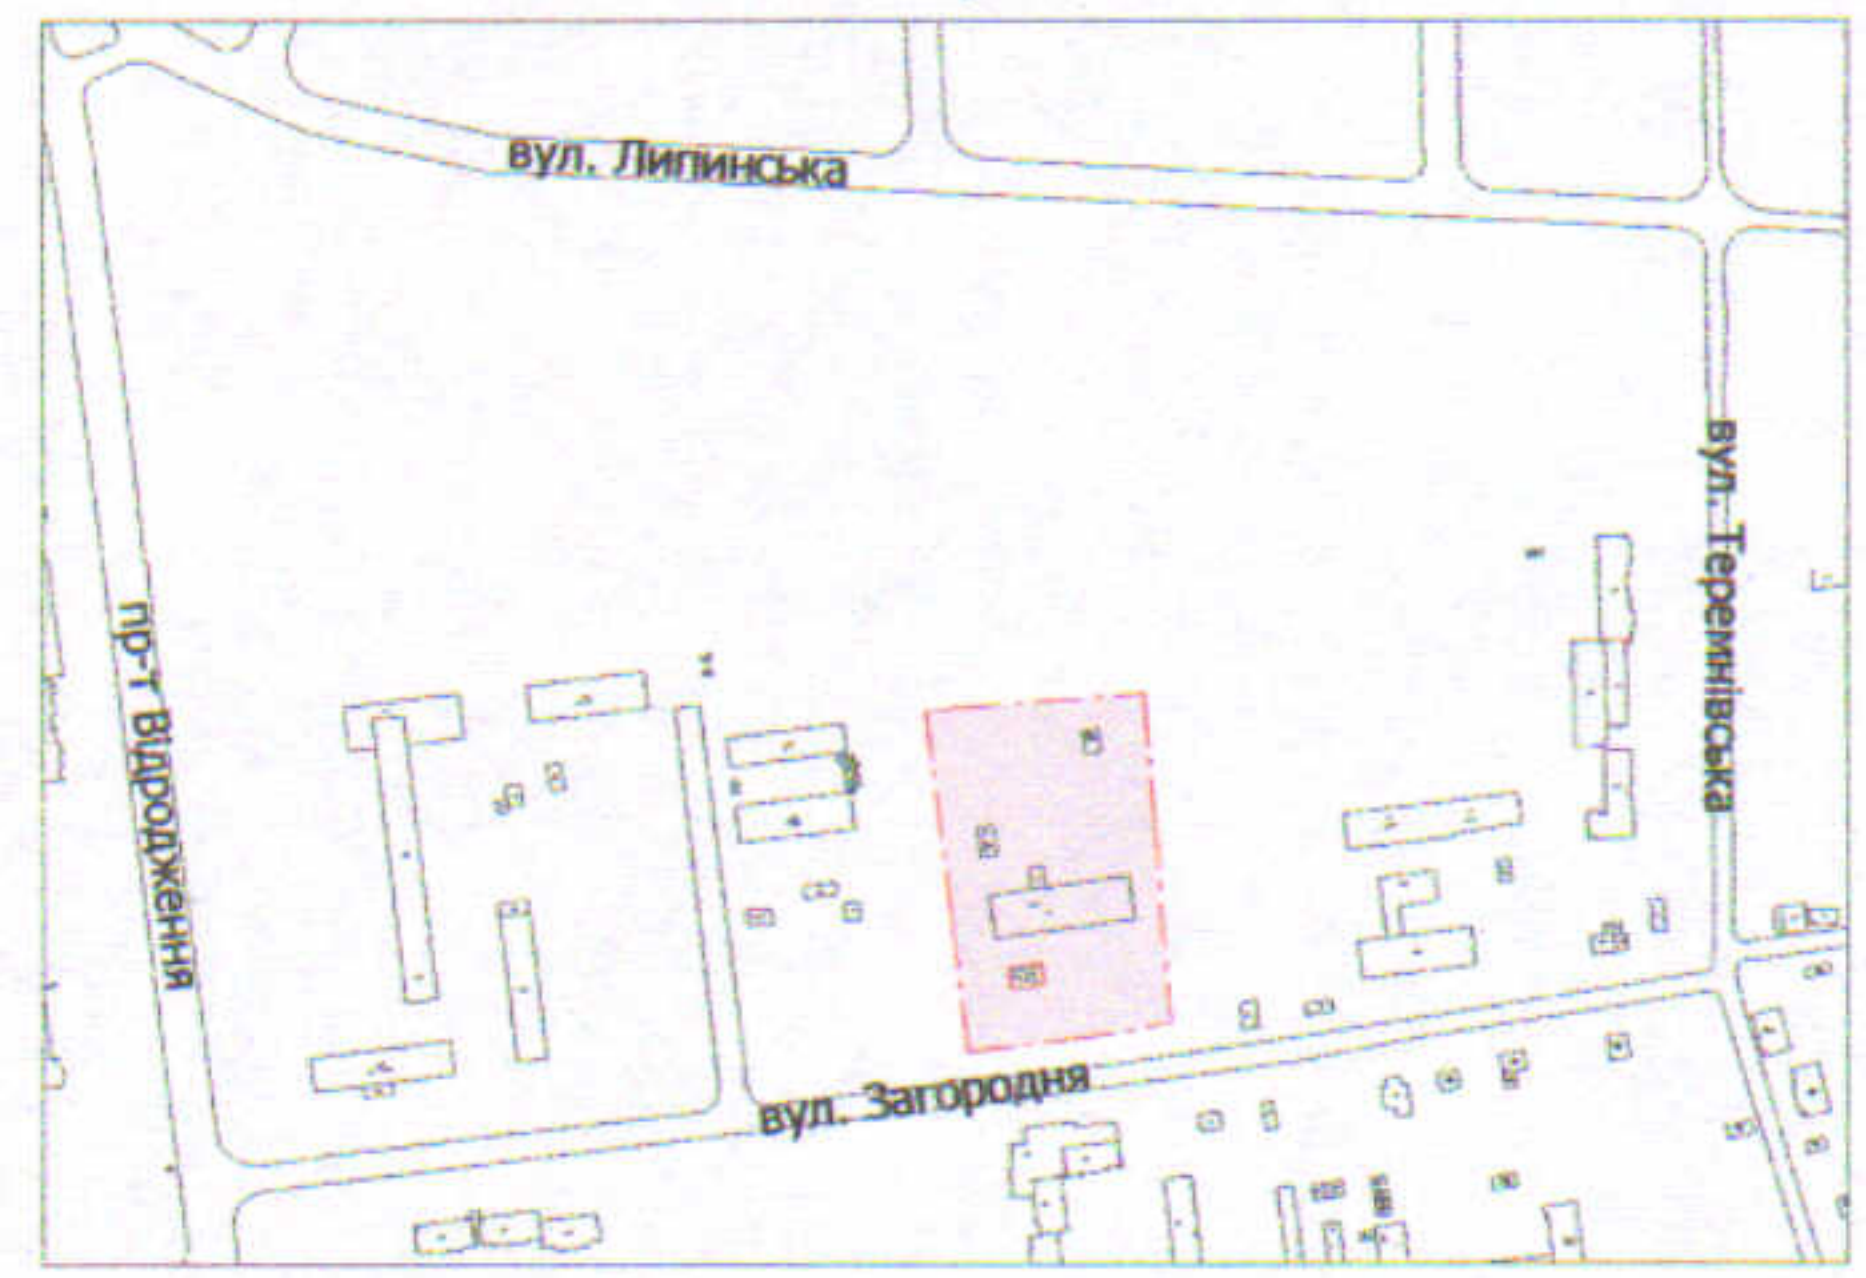 вул. Липинська
вул. Теремнівська
пр-т Відродження
вул. Загородня